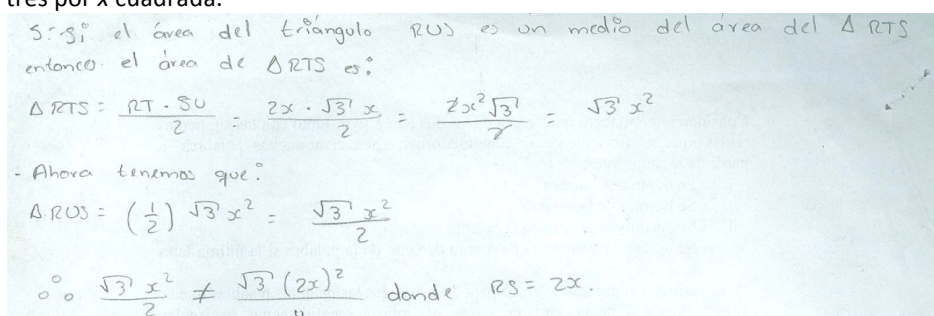 tres por x cuadrada.
5.- Si el área del triángulo RUS es un medio del área del Δ RTS
entonces el área de Δ RTS es:
Δ RTS = RT · SU / 2 = 2x · √3 x / 2 = 2x²√3 / 2 = √3 x²
- Ahora tenemos que:
Δ RUS = (1/2) √3 x² = √3 x² / 2
∴ √3 x² / 2 ≠ √3 (2x)² / 4 donde RS = 2x.